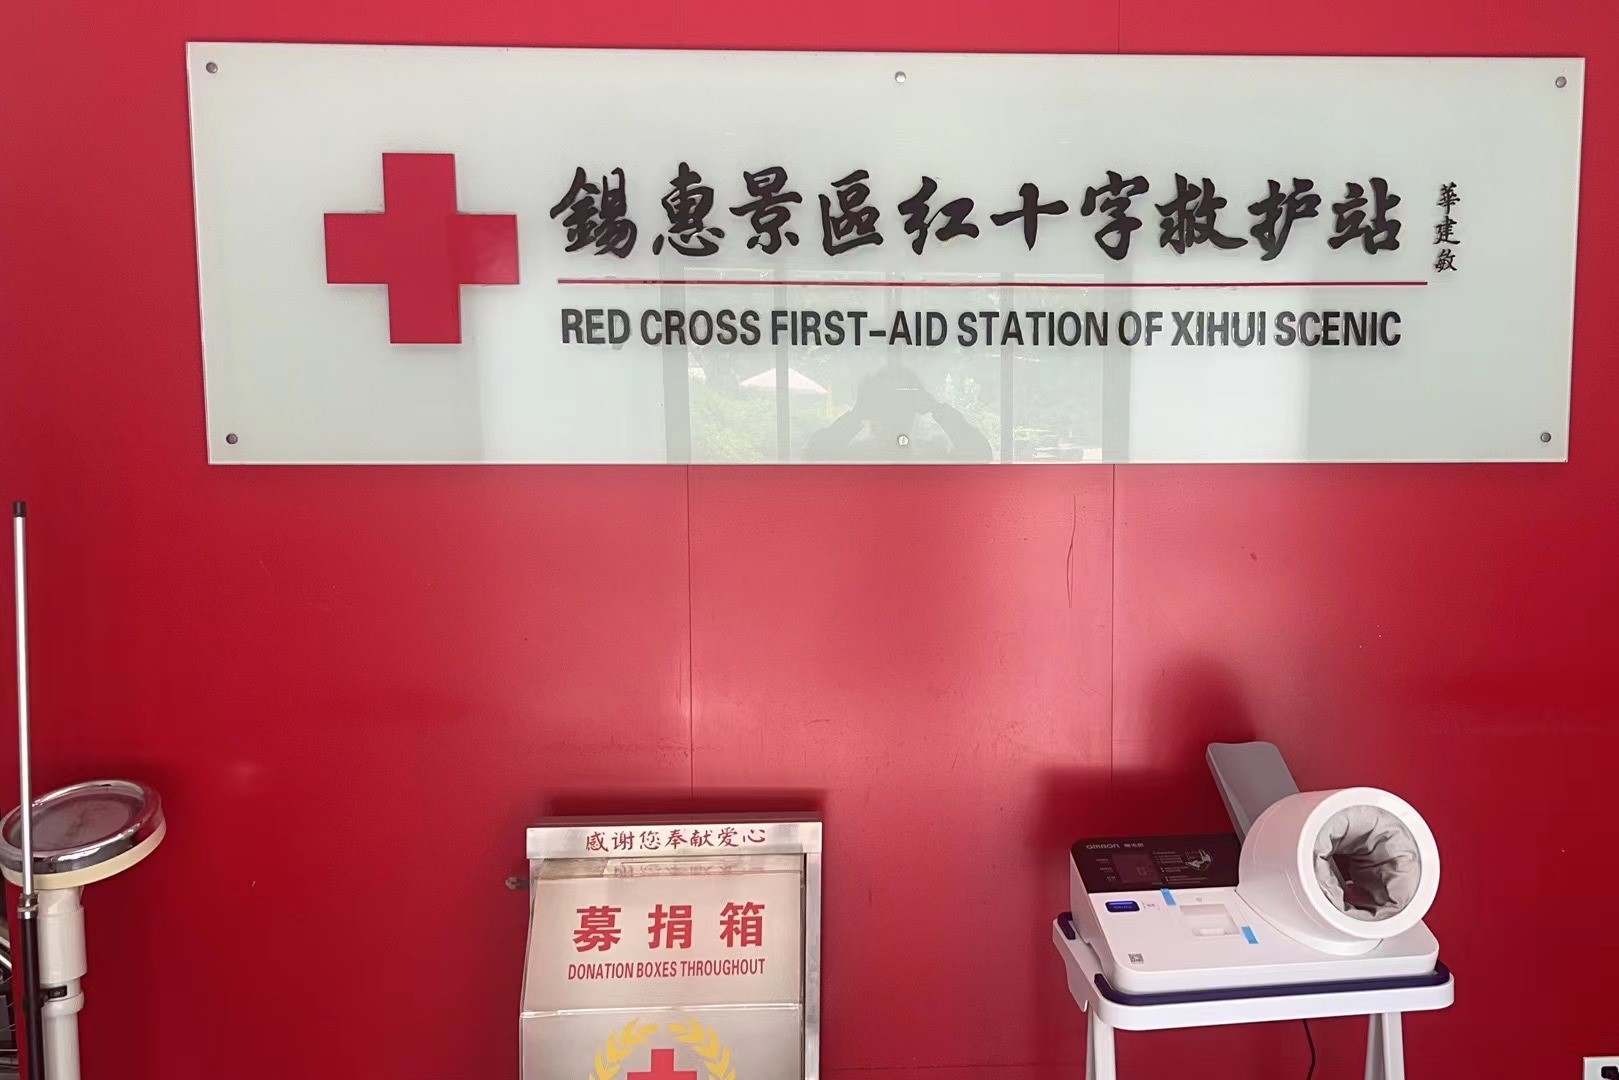 錫惠景區红十字救护站
華建敏
RED CROSS FIRST-AID STATION OF XIHUI SCENIC
感谢您奉献爱心
募捐箱
DONATION BOXES THROUGHOUT
omron